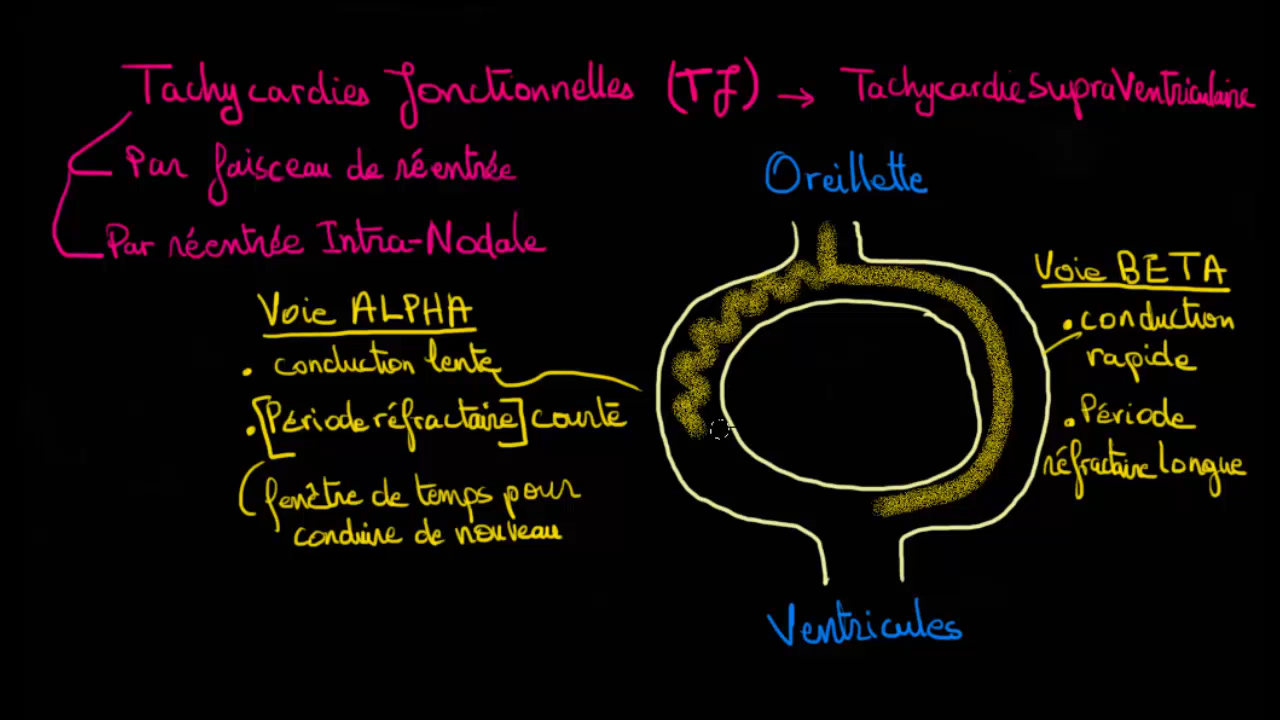 Tachycardies Jonctionnelles (TJ) → Tachycardie SupraVentriculaire
Par faisceau de réentrée
Par réentrée Intra-Nodale
Oreillette
Voie ALPHA
. conduction lente
. [Période réfractaire] courte
(fenêtre de temps pour
conduire de nouveau
Voie BETA
. conduction
rapide
. Période
réfractaire longue
Ventricules